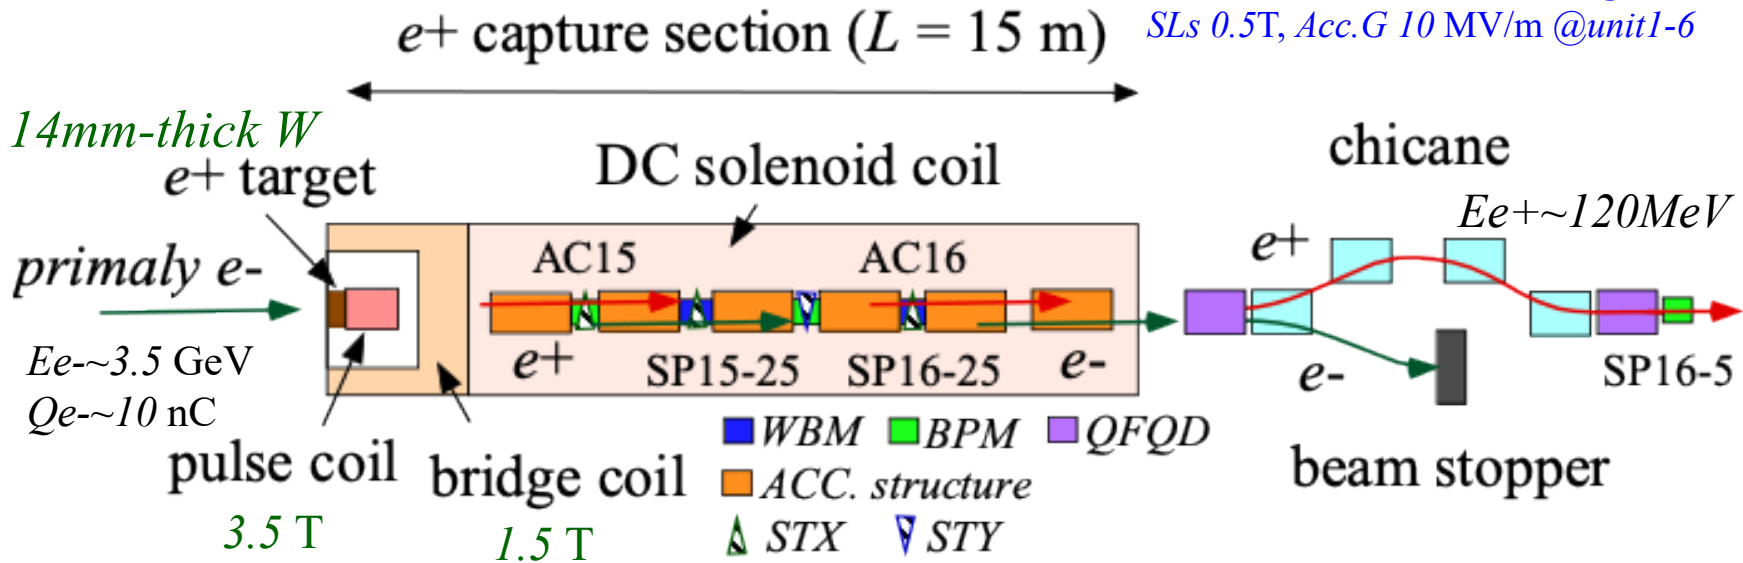 e+ capture section (L = 15 m)
SLs 0.5T, Acc.G 10 MV/m @unit1-6
14mm-thick W
e+ target
DC solenoid coil
chicane
Ee+~120MeV
primaly e-
AC15
AC16
e+
Ee-~3.5 GeV
Qe-~10 nC
e+
SP15-25
SP16-25
e-
e-
SP16-5
pulse coil
bridge coil
WBM
BPM
QFQD
ACC. structure
STX
STY
beam stopper
3.5 T
1.5 T